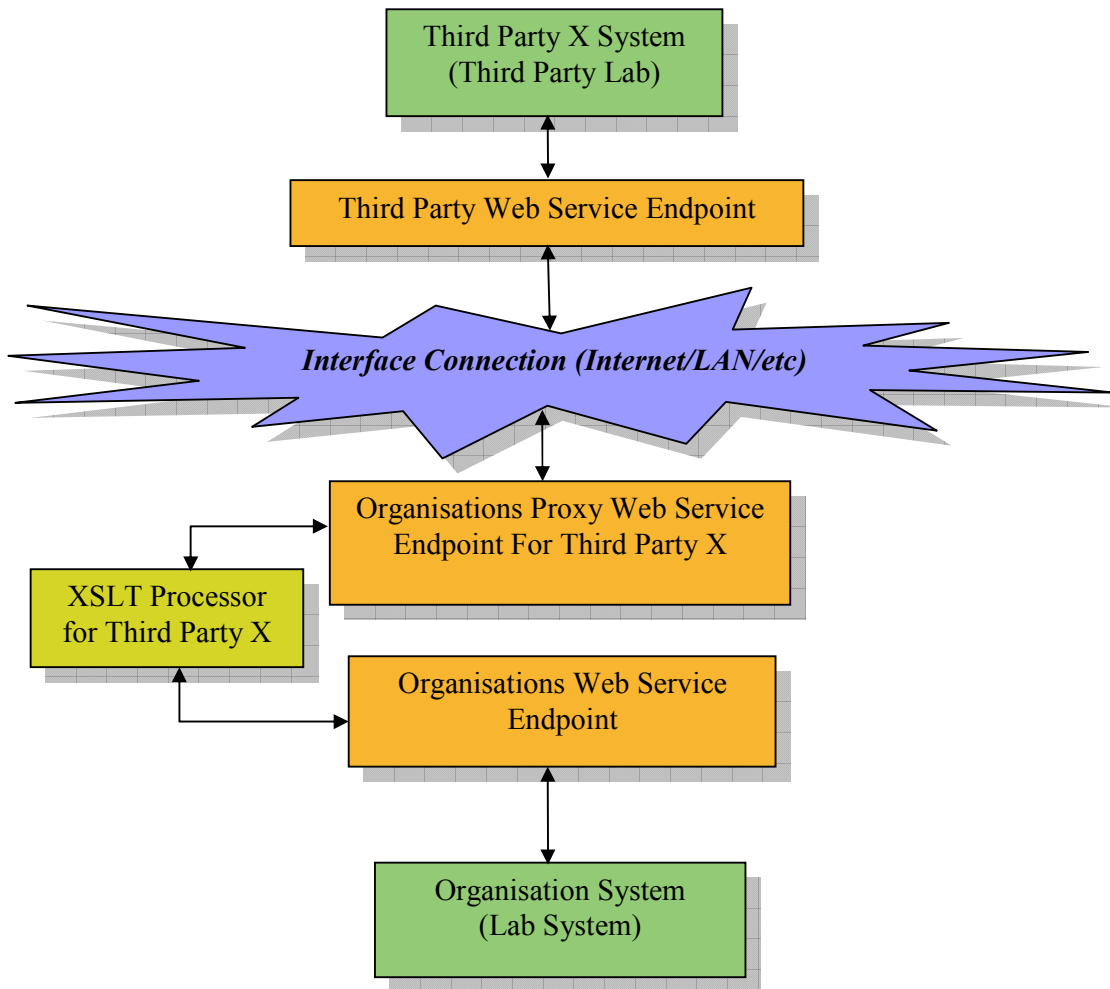 Third Party X System
(Third Party Lab)
Third Party Web Service Endpoint
Interface Connection (Internet/LAN/etc)
Organisations Proxy Web Service
Endpoint For Third Party X
XSLT Processor
for Third Party X
Organisations Web Service
Endpoint
Organisation System
(Lab System)